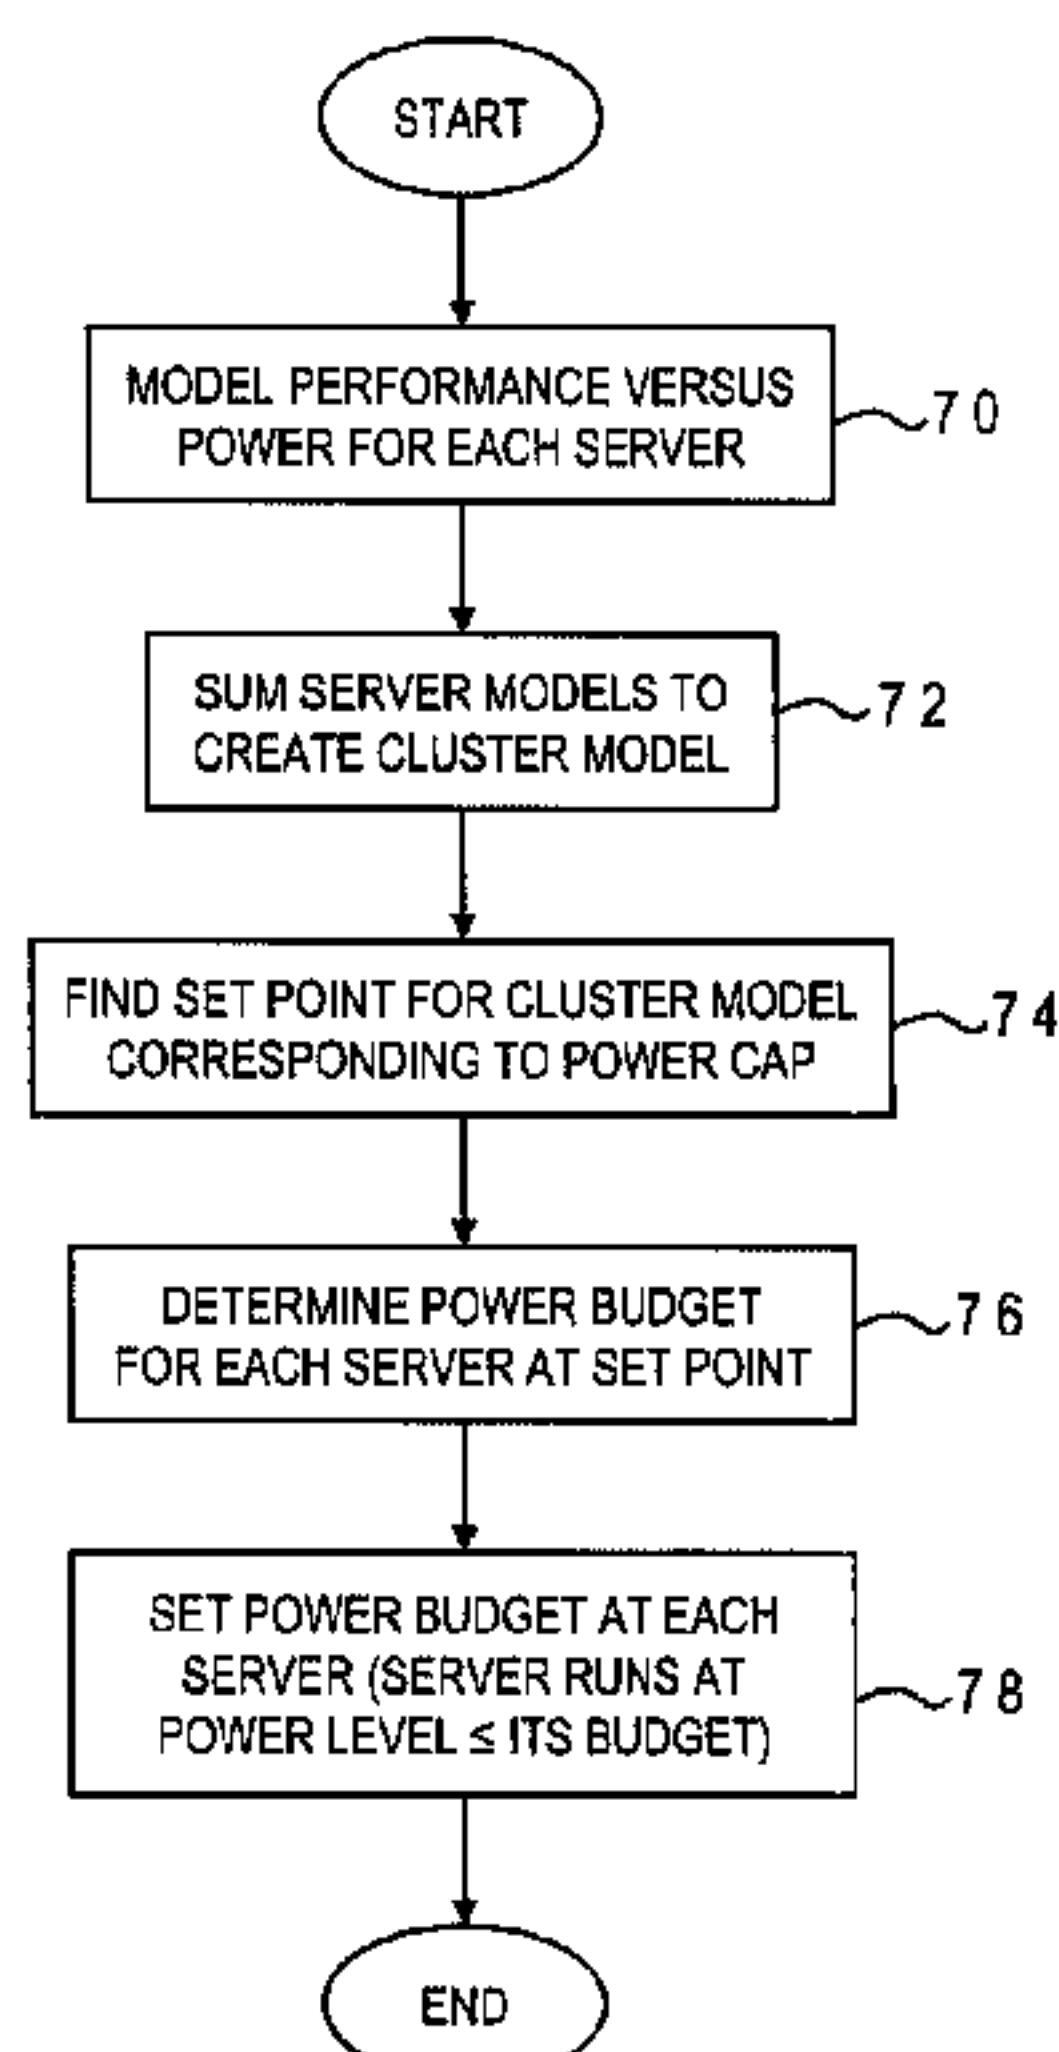 START
MODEL PERFORMANCE VERSUS
POWER FOR EACH SERVER
70
SUM SERVER MODELS TO
CREATE CLUSTER MODEL
72
FIND SET POINT FOR CLUSTER MODEL
CORRESPONDING TO POWER CAP
74
DETERMINE POWER BUDGET
FOR EACH SERVER AT SET POINT
76
SET POWER BUDGET AT EACH
SERVER (SERVER RUNS AT
POWER LEVEL ≤ ITS BUDGET)
78
END